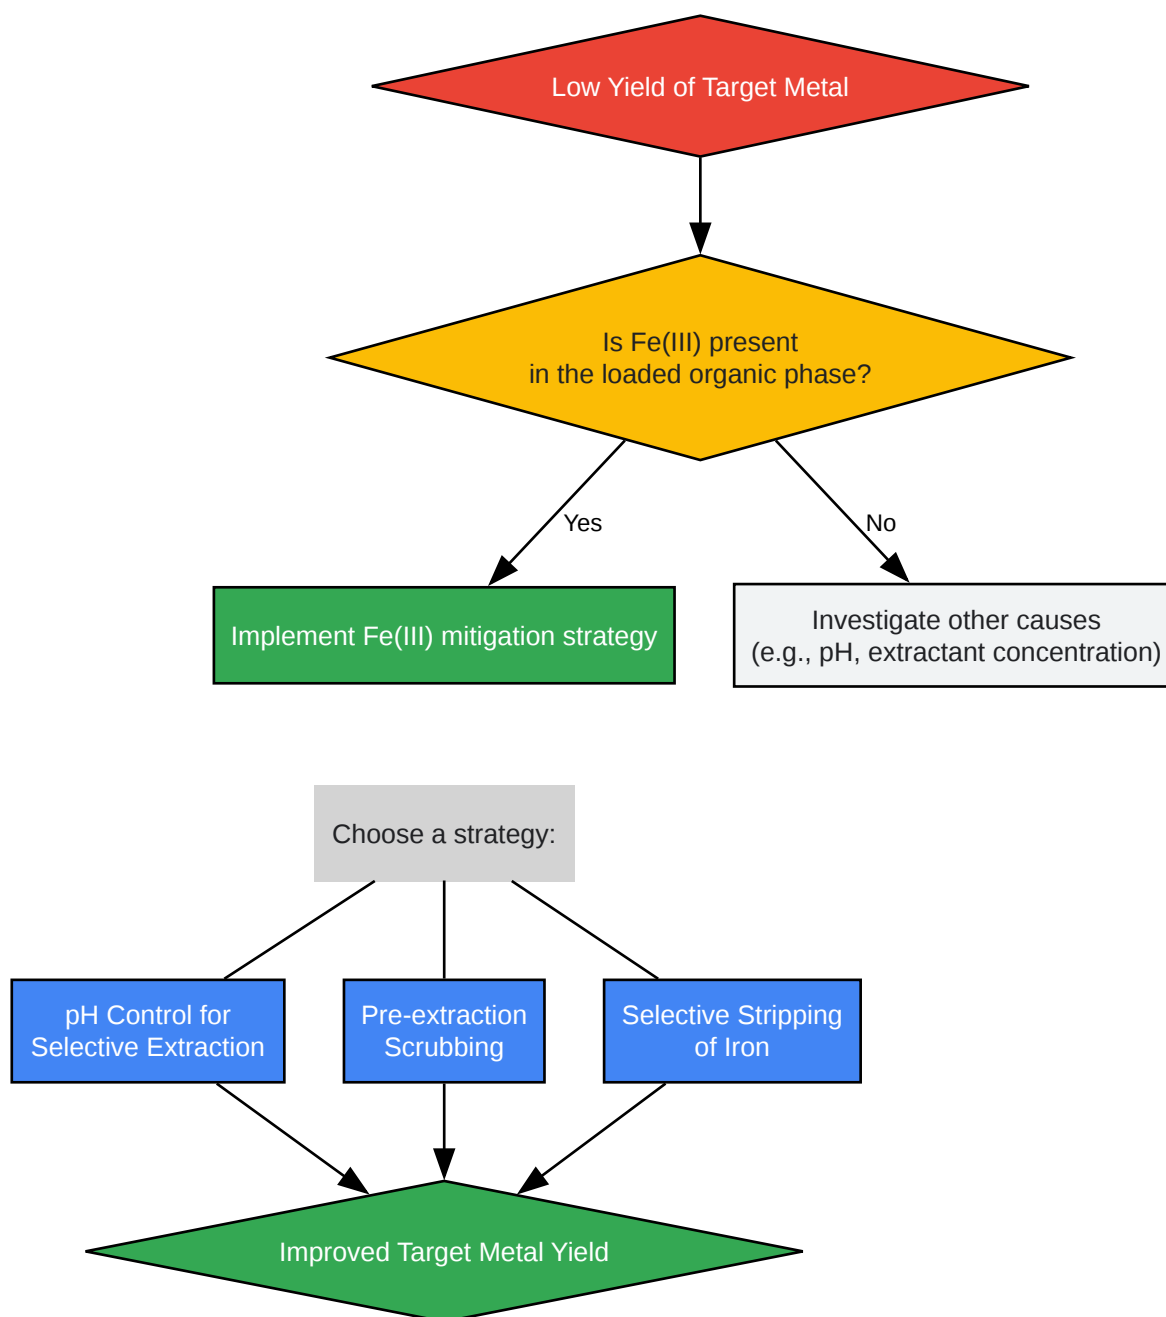 Low Yield of Target Metal
Is Fe(III) present
in the loaded organic phase?
Yes
No
Implement Fe(III) mitigation strategy
Investigate other causes
(e.g., pH, extractant concentration)
Choose a strategy:
pH Control for
Selective Extraction
Pre-extraction
Scrubbing
Selective Stripping
of Iron
Improved Target Metal Yield